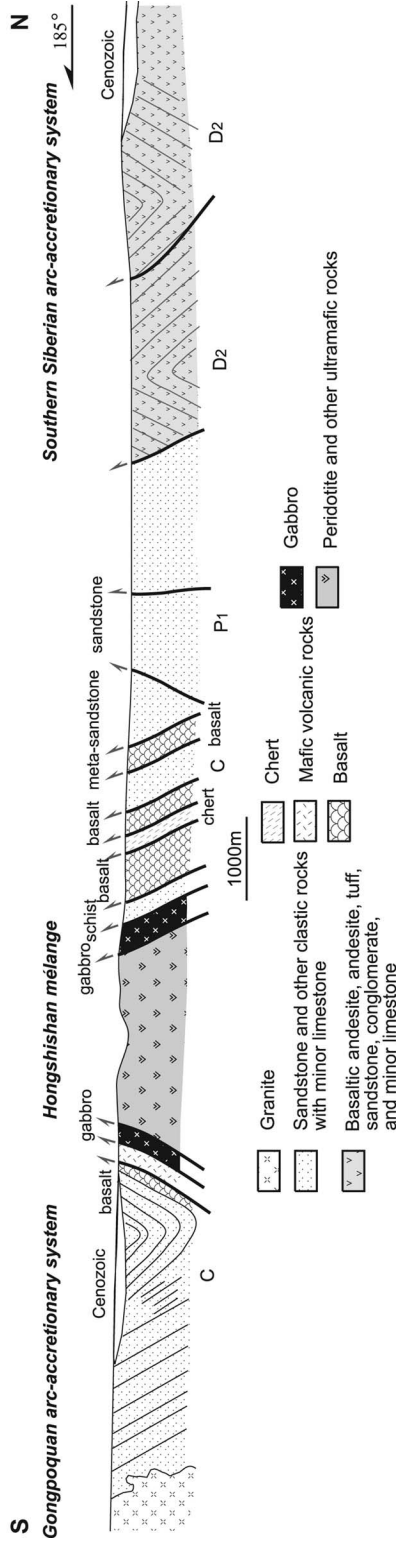 S
N
185°
Gongpoquan arc-accretionary system
Hongshishan mélange
Southern Siberian arc-accretionary system
Cenozoic
basalt
gabbro
gabbro
schist
basalt
basalt
meta-sandstone
sandstone
Cenozoic
C
chert
C
basalt
P1
D2
D2
1000m
Granite
Sandstone and other clastic rocks
with minor limestone
Basaltic andesite, andesite, tuff,
sandstone, conglomerate,
and minor limestone
Chert
Mafic volcanic rocks
Basalt
Gabbro
Peridotite and other ultramafic rocks